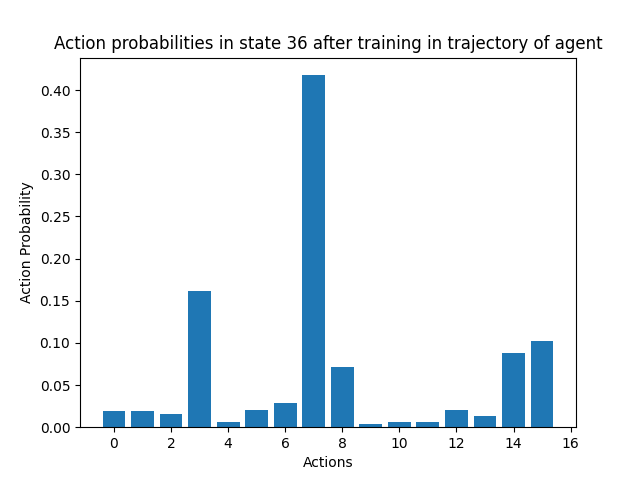 Action probabilities in state 36 after training in trajectory of agent
0.40
0.35
0.30
0.25
0.20
0.15
0.10
0.05
0.00
Action Probability
0 2 4 6 8 10 12 14 16
Actions